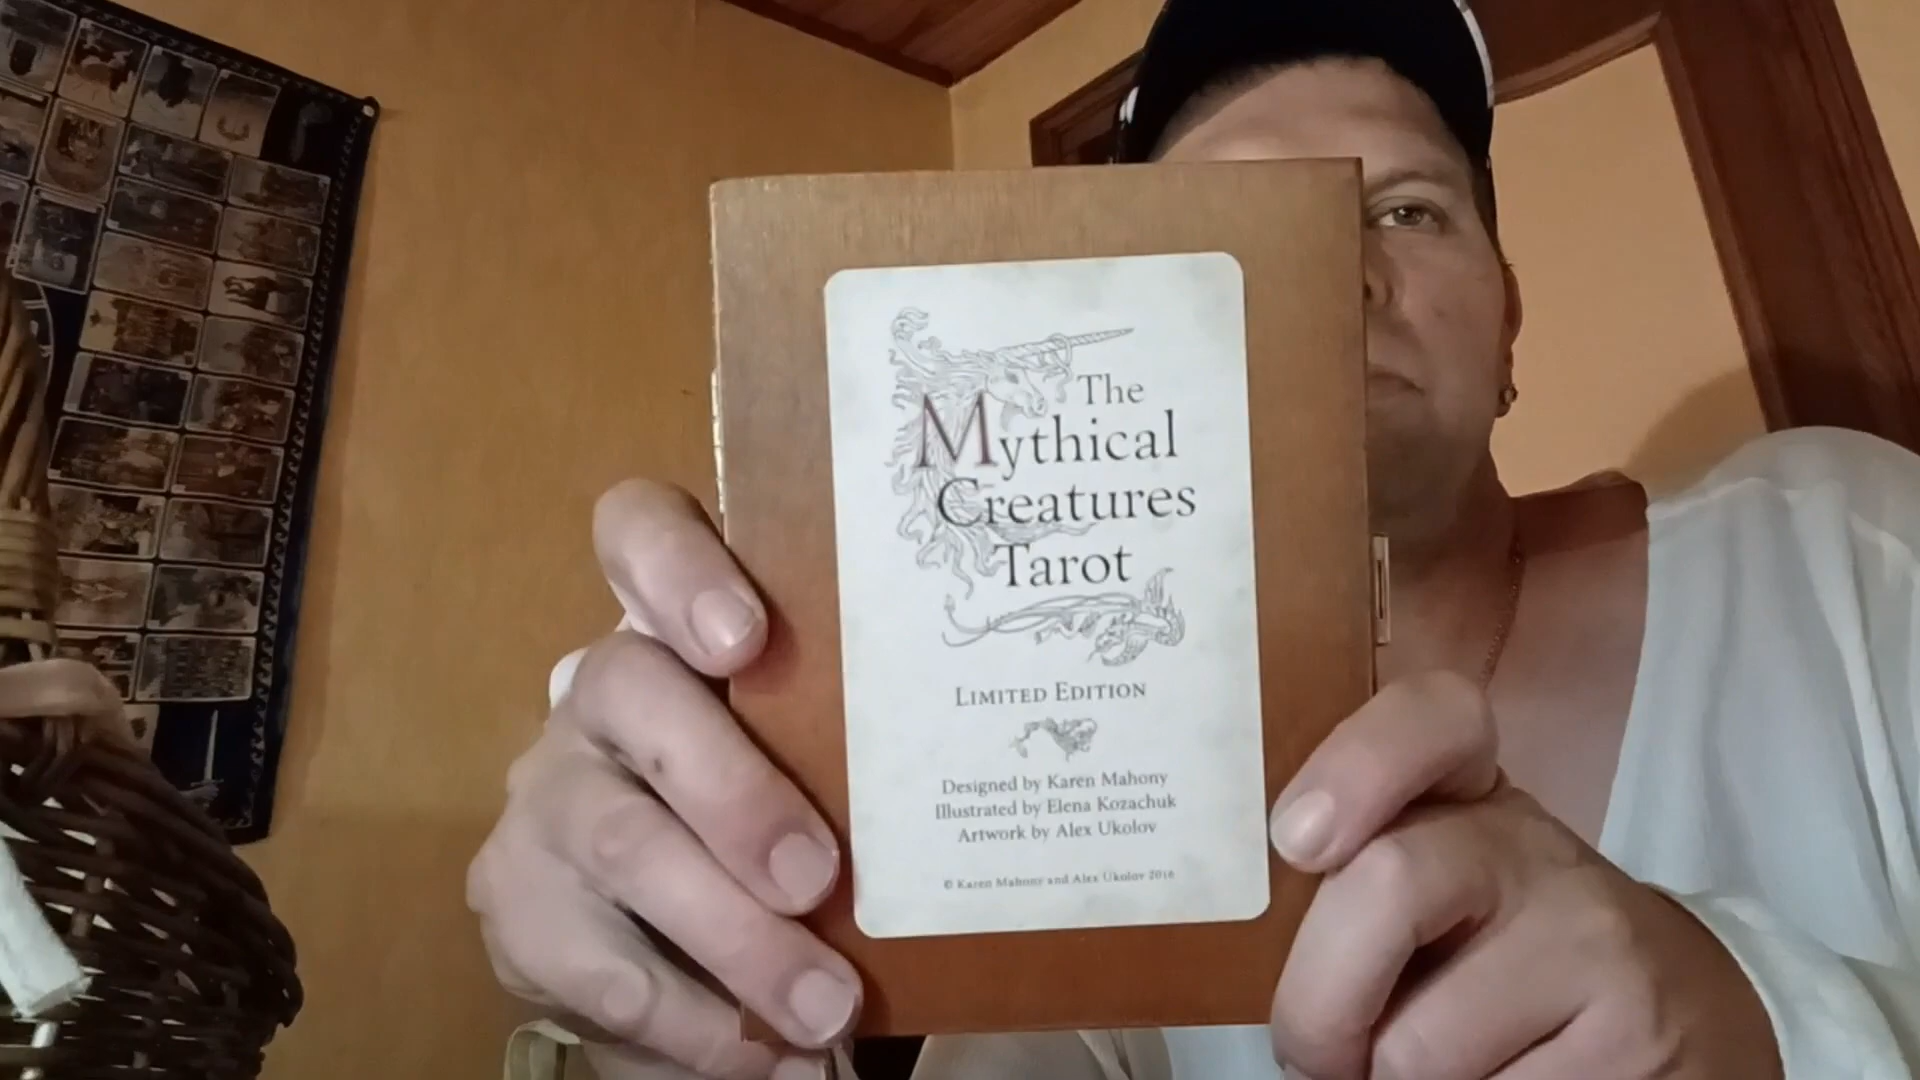 The
Mythical
Creatures
Tarot
LIMITED EDITION
Designed by Karen Mahony
Illustrated by Elena Kozachuk
Artwork by Alex Ukolov
© Karen Mahony and Alex Ukolov 2016